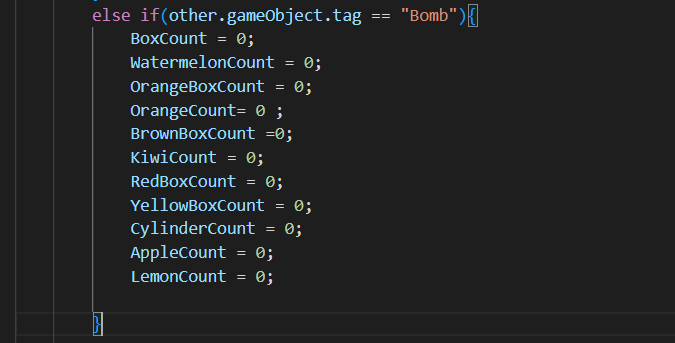 else if(other.gameObject.tag == "Bomb"){
BoxCount = 0;
WatermelonCount = 0;
OrangeBoxCount = 0;
OrangeCount= 0 ;
BrownBoxCount =0;
KiwiCount = 0;
RedBoxCount = 0;
YellowBoxCount = 0;
CylinderCount = 0;
AppleCount = 0;
LemonCount = 0;
}